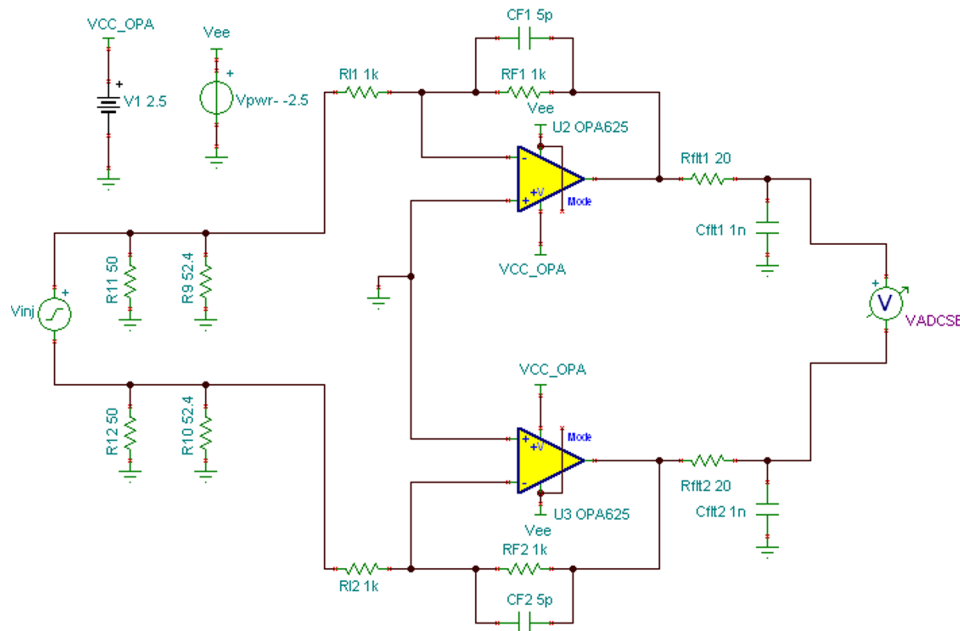 CF1 5p
VCC_OPA
Vee
RI1 1k
RF1 1k
+
V1 2.5
+
Vpwr- -2.5
Vee
U2 OPA625
-
+
+V
Mode
Rflt1 20
VCC_OPA
Cflt1 1n
R11 50
R9 52.4
+
Vinj
+
V
VADCSE
VCC_OPA
R12 50
R10 52.4
+
+V
-
Mode
Rflt2 20
U3 OPA625
Cflt2 1n
Vee
RF2 1k
RI2 1k
CF2 5p